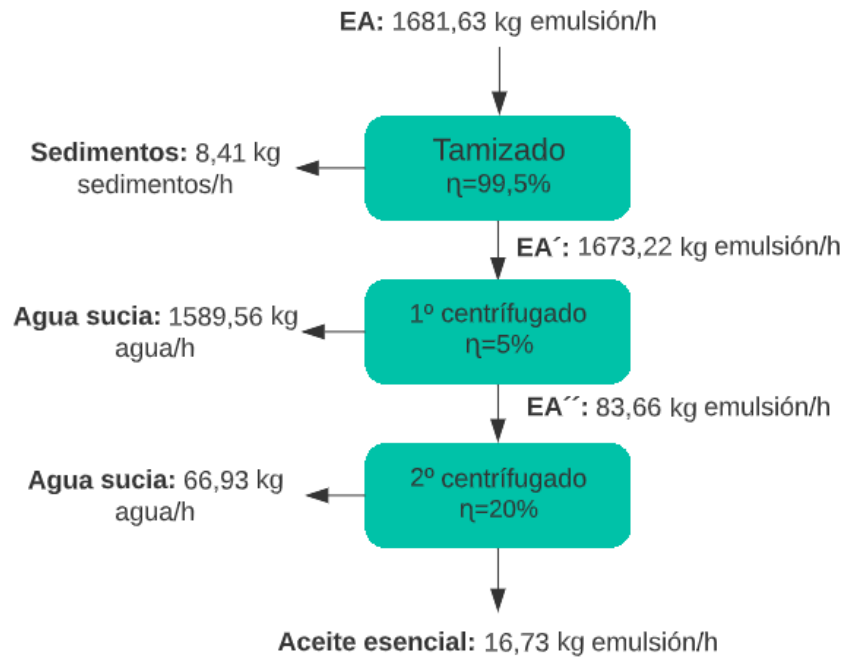 EA: 1681,63 kg emulsión/h
Tamizado
η=99,5%
Sedimentos: 8,41 kg
sedimentos/h
EA´: 1673,22 kg emulsión/h
1º centrífugado
η=5%
Agua sucia: 1589,56 kg
agua/h
EA´´: 83,66 kg emulsión/h
2º centrífugado
η=20%
Agua sucia: 66,93 kg
agua/h
Aceite esencial: 16,73 kg emulsión/h